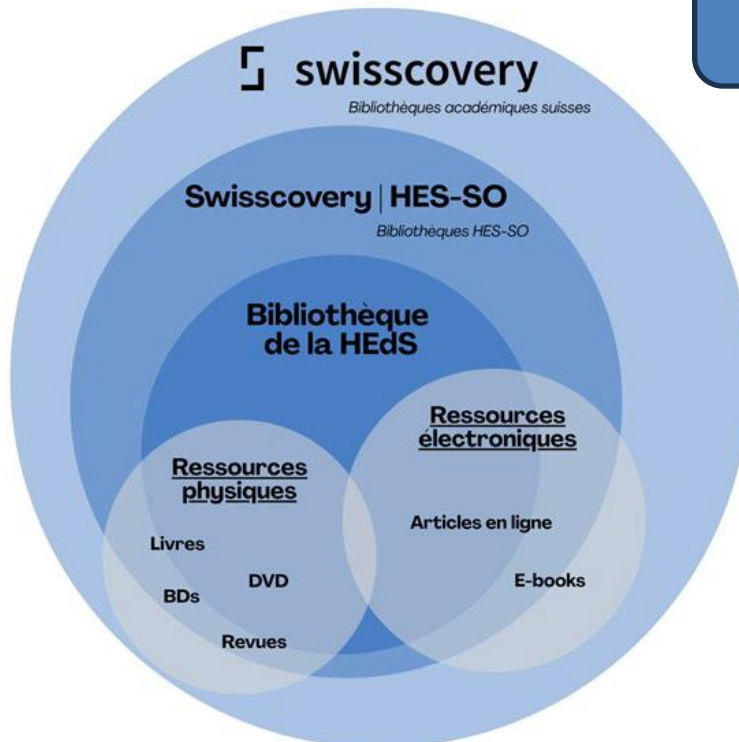 swisscovery
Bibliothèques académiques suisses
Swisscovery | HES-SO
Bibliothèques HES-SO
Bibliothèque
de la HEdS
Ressources
électroniques
Ressources
physiques
Articles en ligne
Livres
DVD
E-books
BDs
Revues